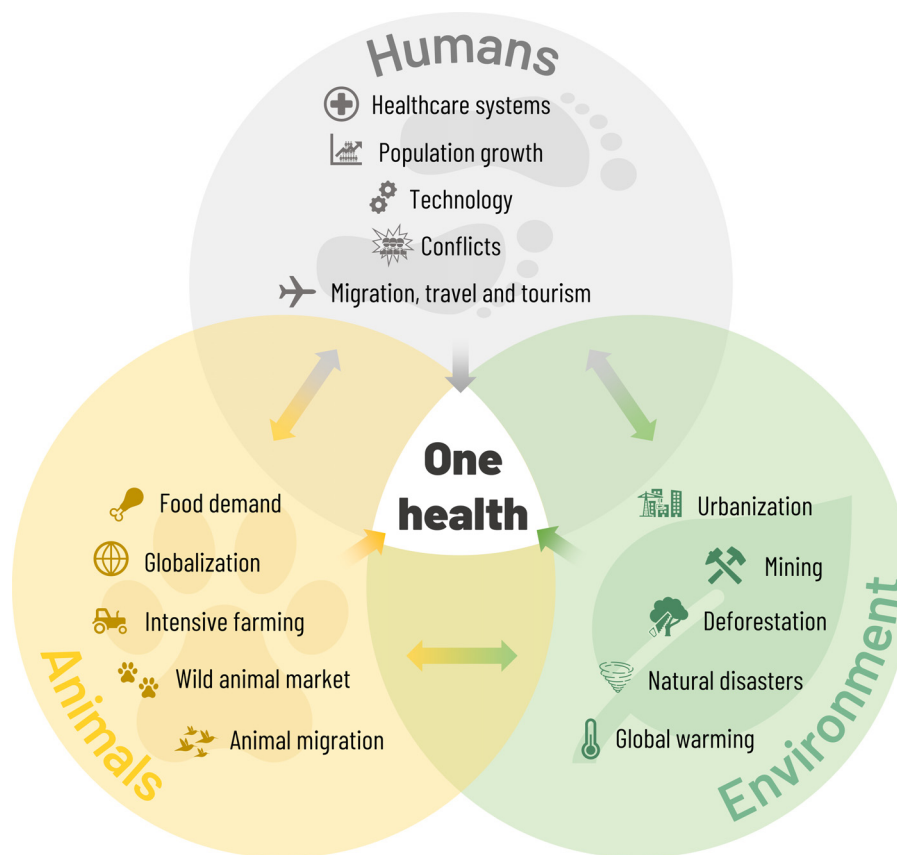 Humans
Healthcare systems
Population growth
Technology
Conflicts
Migration, travel and tourism
One
health
Animals
Food demand
Globalization
Intensive farming
Wild animal market
Animal migration
Environment
Urbanization
Mining
Deforestation
Natural disasters
Global warming